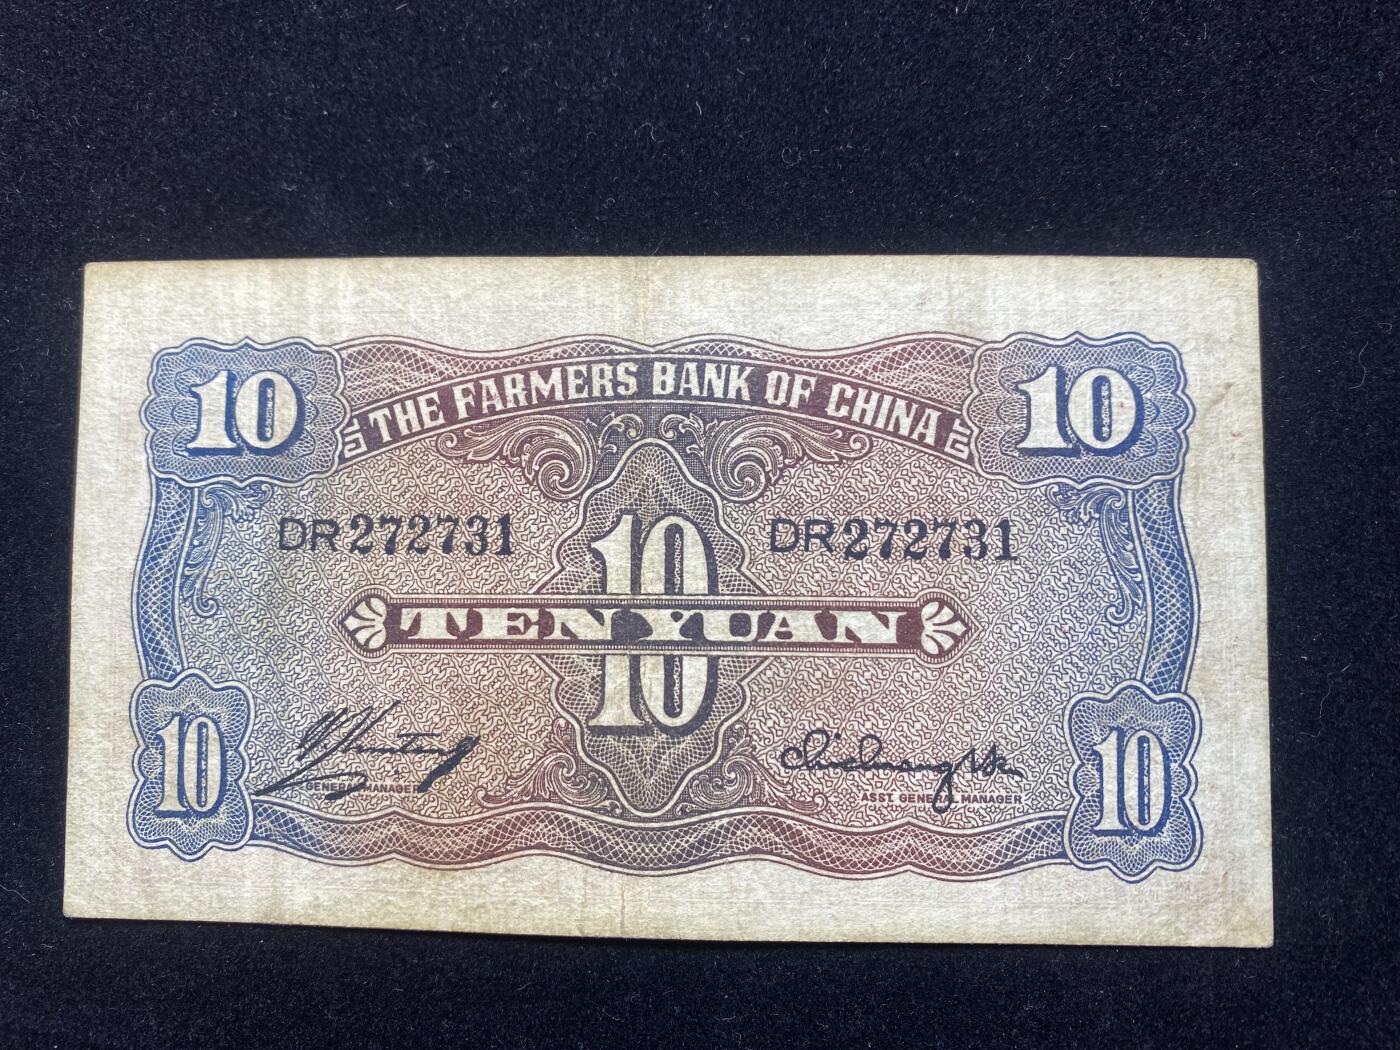 THE FARMERS BANK OF CHINA
10 10
DR272731 10 DR272731
TEN YUAN
10
10 10
GENERAL MANAGER ASST. GENERAL MANAGER